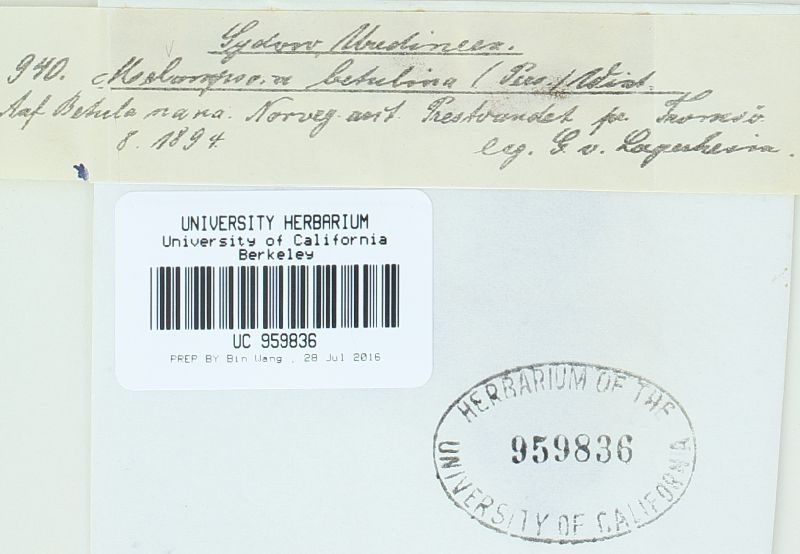 Sydow, Uredineen.
940. Melampsora betulina (Pers.) Wint.
Auf Betula nana. Norveg. arct. Prestvandet pr. Tromsö.
8. 1894. leg. G. v. Lagerheim.
UNIVERSITY HERBARIUM
University of California
Berkeley
UC 959836
PREP BY Bin Wang , 28 Jul 2016
HERBARIUM OF THE
959836
UNIVERSITY OF CALIFORNIA